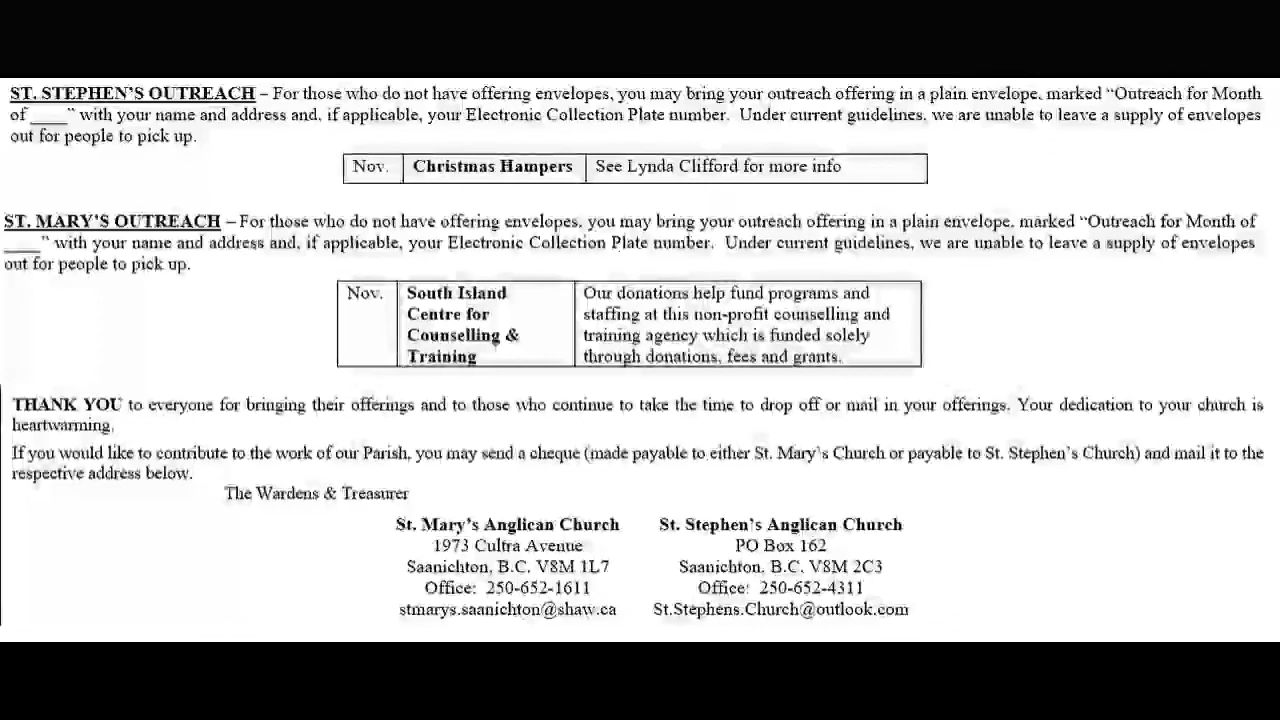 ST. STEPHEN'S OUTREACH – For those who do not have offering envelopes, you may bring your outreach offering in a plain envelope, marked "Outreach for Month
of ____" with your name and address and, if applicable, your Electronic Collection Plate number. Under current guidelines, we are unable to leave a supply of envelopes
out for people to pick up.
Nov. Christmas Hampers See Lynda Clifford for more info
ST. MARY'S OUTREACH – For those who do not have offering envelopes, you may bring your outreach offering in a plain envelope, marked "Outreach for Month of
____" with your name and address and, if applicable, your Electronic Collection Plate number. Under current guidelines, we are unable to leave a supply of envelopes
out for people to pick up.
Nov. South Island Our donations help fund programs and
Centre for staffing at this non-profit counselling and
Counselling & training agency which is funded solely
Training through donations, fees and grants.
THANK YOU to everyone for bringing their offerings and to those who continue to take the time to drop off or mail in your offerings. Your dedication to your church is
heartwarming.
If you would like to contribute to the work of our Parish, you may send a cheque (made payable to either St. Mary's Church or payable to St. Stephen's Church) and mail it to the
respective address below.
The Wardens & Treasurer
St. Mary's Anglican Church St. Stephen's Anglican Church
1973 Cultra Avenue PO Box 162
Saanichton, B.C. V8M 1L7 Saanichton, B.C. V8M 2C3
Office: 250-652-1611 Office: 250-652-4311
stmarys.saanichton@shaw.ca St.Stephens.Church@outlook.com